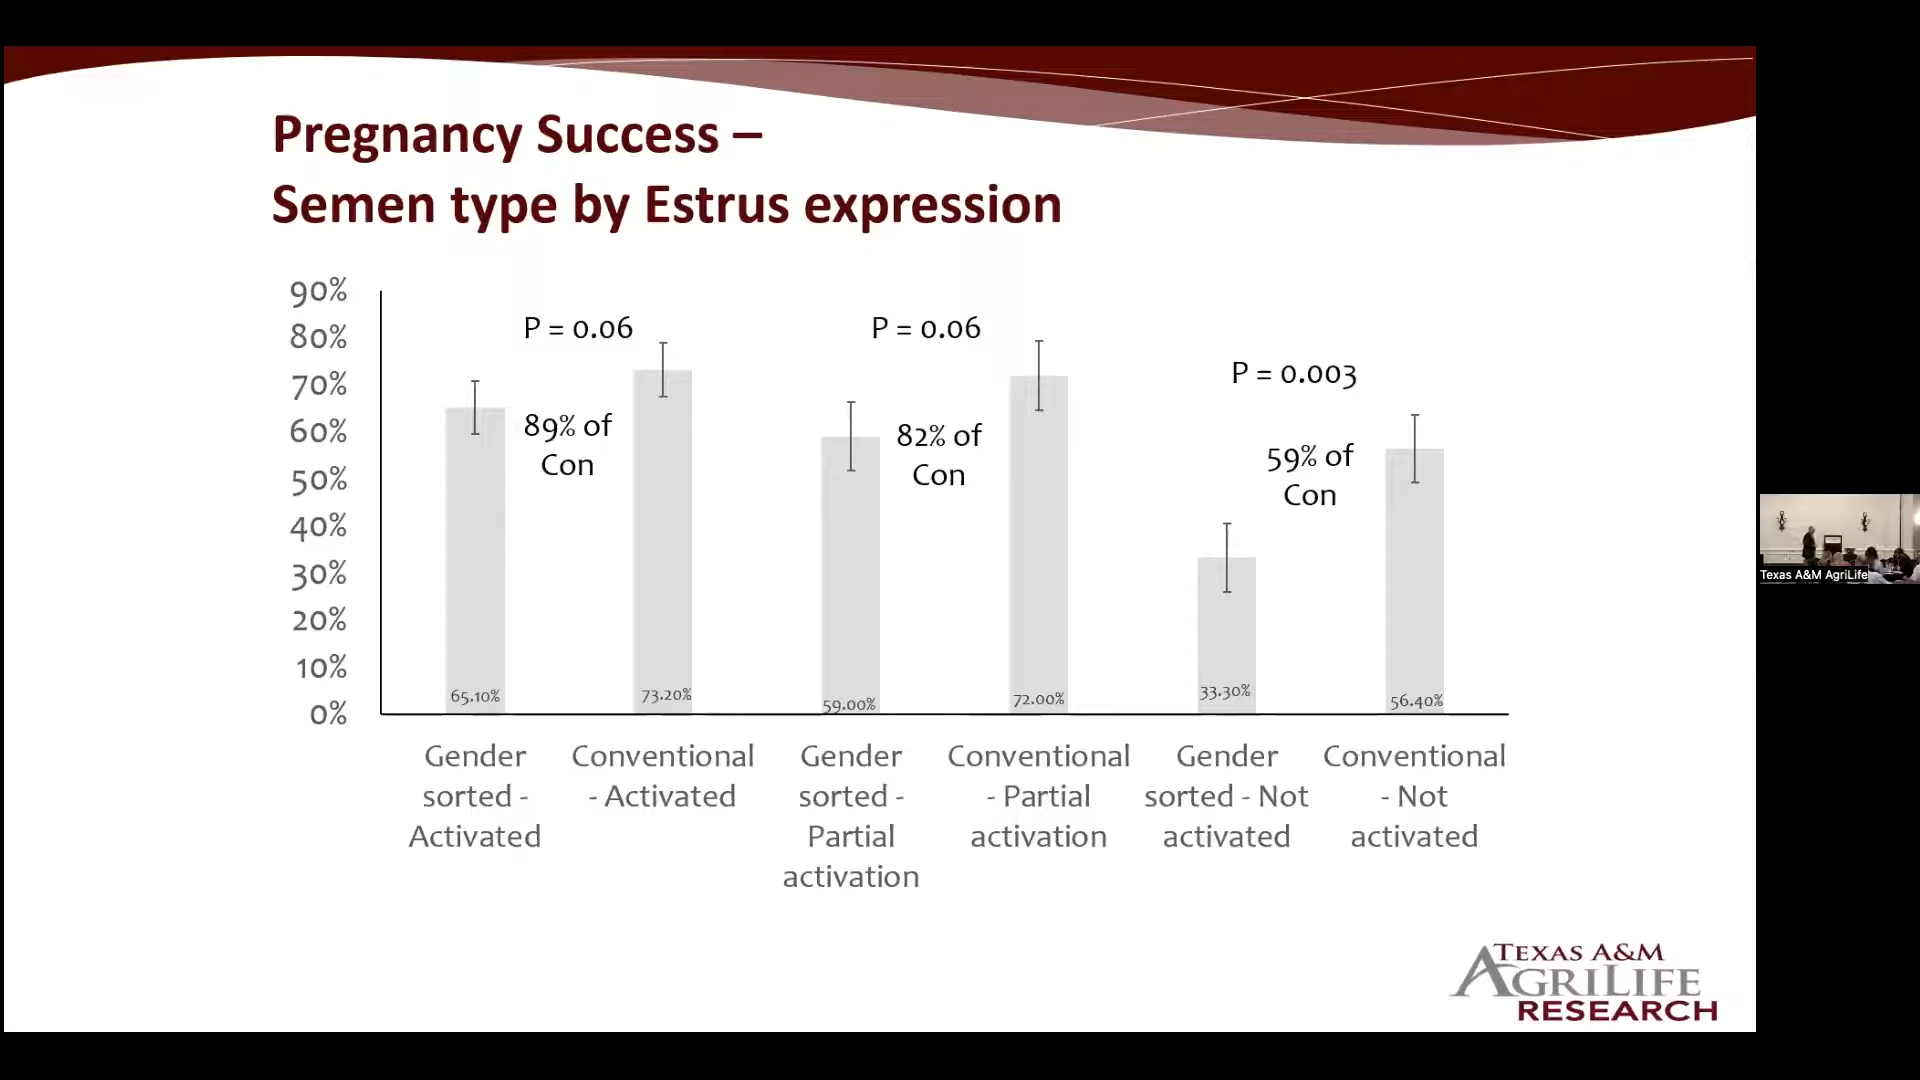 Pregnancy Success –
Semen type by Estrus expression
90%
80%
70%
60%
50%
40%
30%
20%
10%
0%
P = 0.06
P = 0.06
P = 0.003
89% of
Con
82% of
Con
59% of
Con
65.10%
73.20%
59.00%
72.00%
33.30%
56.40%
Gender
sorted -
Activated
Conventional
- Activated
Gender
sorted -
Partial
activation
Conventional
- Partial
activation
Gender
sorted - Not
activated
Conventional
- Not
activated
TEXAS A&M
AGRILIFE
RESEARCH
Texas A&M AgriLife